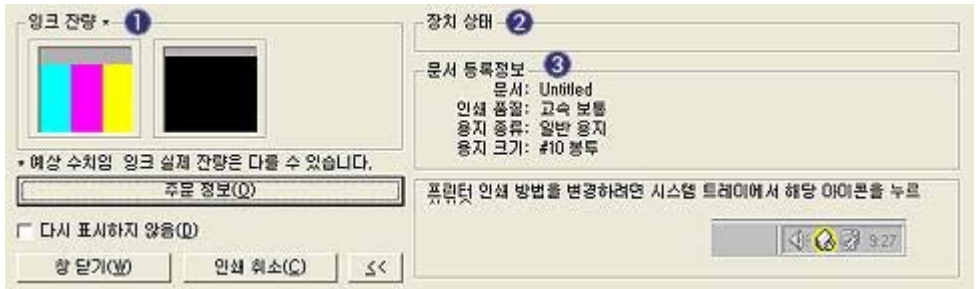 잉크 잔량 * 1
* 예상 수치임 잉크 실제 잔량은 다를 수 있습니다.
주문 정보(O)
다시 표시하지 않음(D)
창 닫기(W) 인쇄 취소(C) <<
장치 상태 2
문서 등록정보 3
문서: Untitled
인쇄 품질: 고속 보통
용지 종류: 일반 용지
용지 크기: #10 봉투
프린터 인쇄 방법을 변경하려면 시스템 트레이에서 해당 아이콘을 누르
9:27